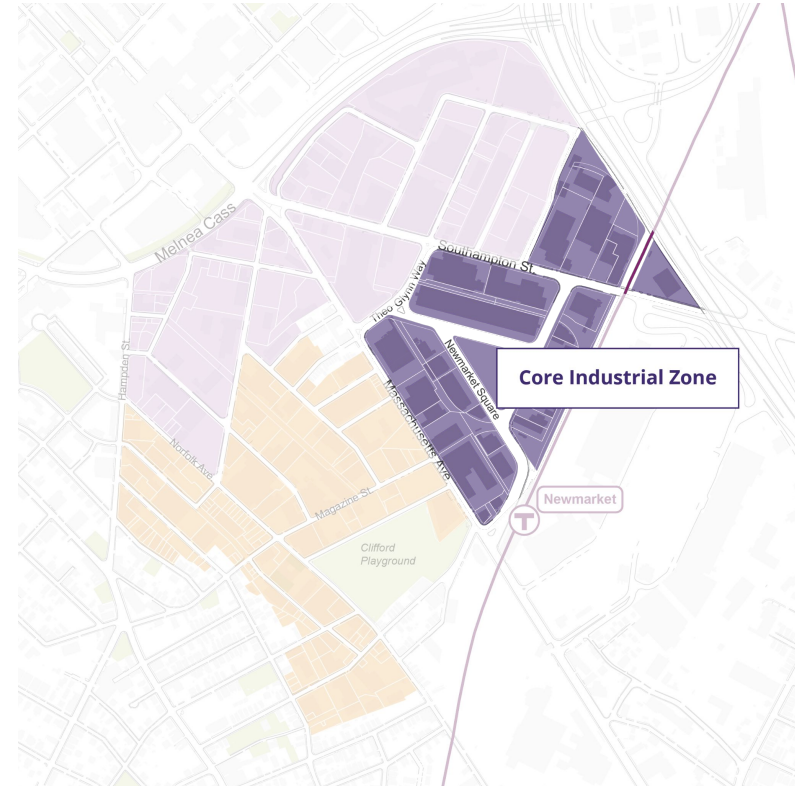 Melnea Cass
Southampton St.
Theo Glynn Way
Hampden St.
Newmarket Square
Core Industrial Zone
Massachusetts Ave
Norfolk Ave
Magazine St.
T
Newmarket
Clifford
Playground